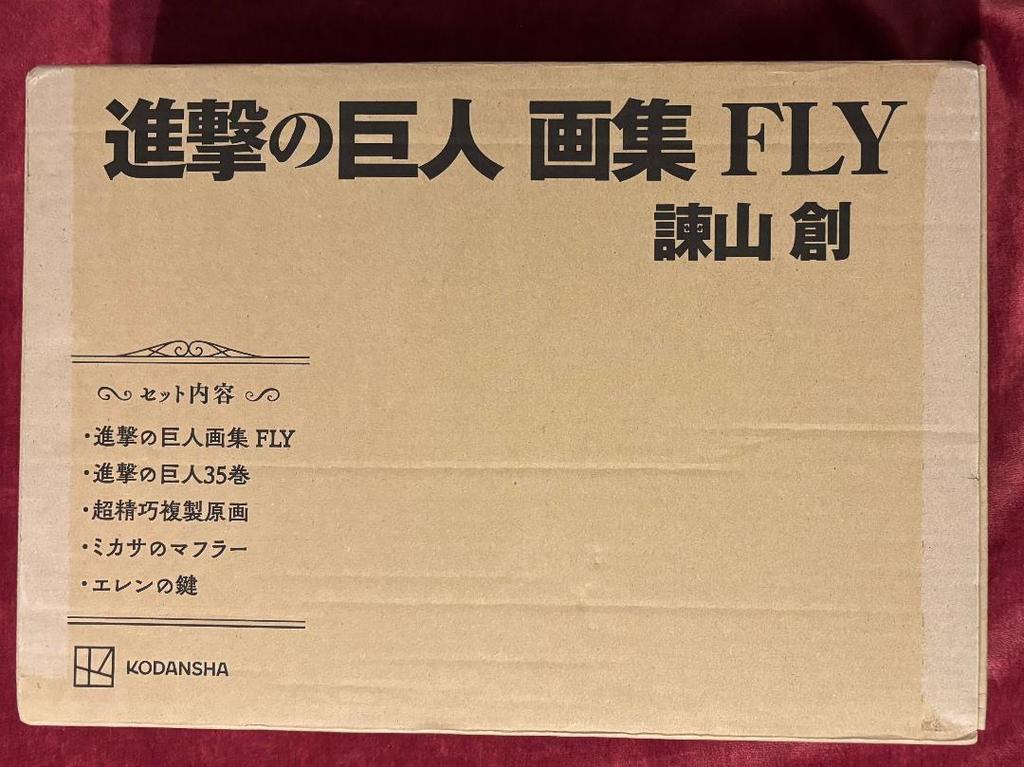 進撃の巨人 画集 FLY
諫山 創
セット内容
・進撃の巨人画集 FLY
・進撃の巨人35巻
・超精巧複製原画
・ミカサのマフラー
・エレンの鍵
KODANSHA